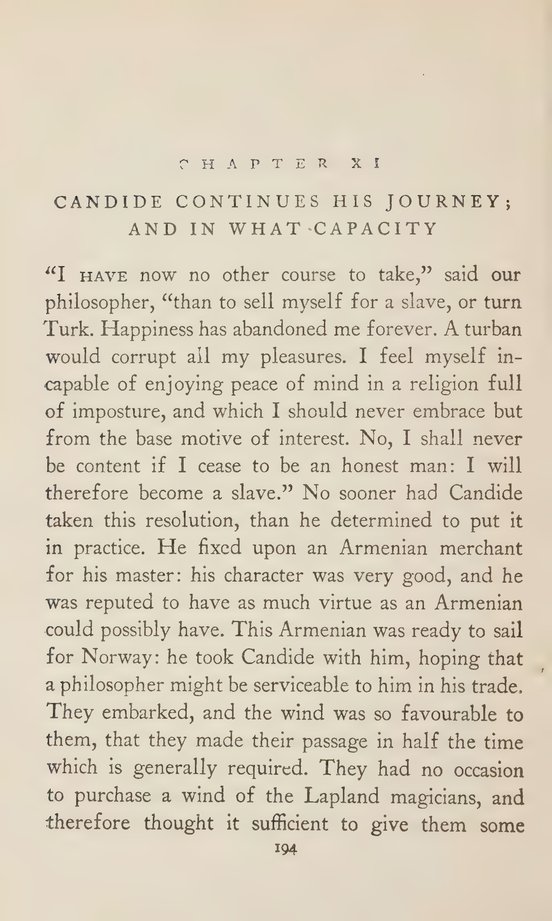 CHAPTER XI
CANDIDE CONTINUES HIS JOURNEY;
AND IN WHAT CAPACITY
“I HAVE now no other course to take,” said our
philosopher, “than to sell myself for a slave, or turn
Turk. Happiness has abandoned me forever. A turban
would corrupt all my pleasures. I feel myself in-
capable of enjoying peace of mind in a religion full
of imposture, and which I should never embrace but
from the base motive of interest. No, I shall never
be content if I cease to be an honest man: I will
therefore become a slave.” No sooner had Candide
taken this resolution, than he determined to put it
in practice. He fixed upon an Armenian merchant
for his master: his character was very good, and he
was reputed to have as much virtue as an Armenian
could possibly have. This Armenian was ready to sail
for Norway: he took Candide with him, hoping that
a philosopher might be serviceable to him in his trade.
They embarked, and the wind was so favourable to
them, that they made their passage in half the time
which is generally required. They had no occasion
to purchase a wind of the Lapland magicians, and
therefore thought it sufficient to give them some
194